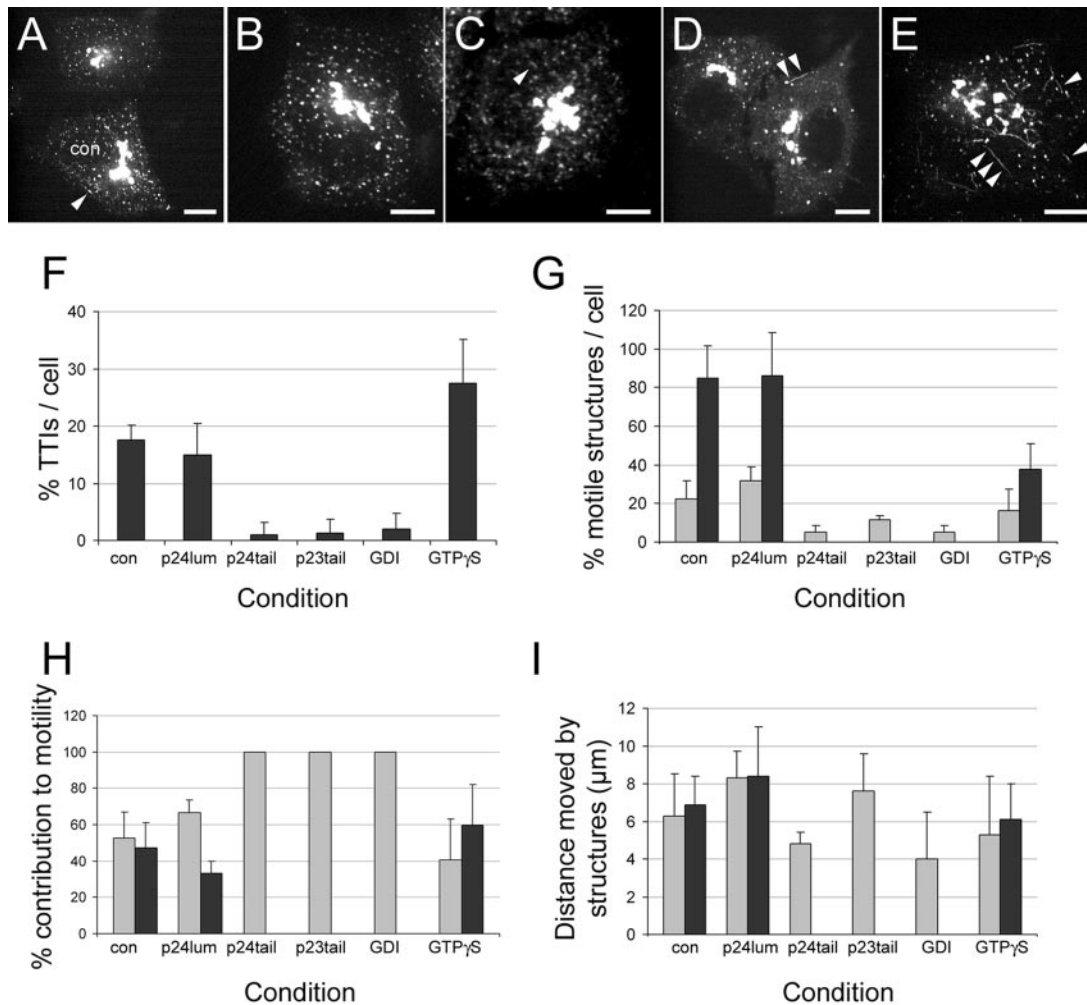 A B C D E
con
F
% TTIs / cell
40
30
20
10
0
con p24lum p24tail p23tail GDI GTPγS
Condition
G
% motile structures / cell
120
100
80
60
40
20
0
con p24lum p24tail p23tail GDI GTPγS
Condition
H
% contribution to motility
120
100
80
60
40
20
0
con p24lum p24tail p23tail GDI GTPγS
Condition
I
Distance moved by
structures (µm)
12
10
8
6
4
2
0
con p24lum p24tail p23tail GDI GTPγS
Condition